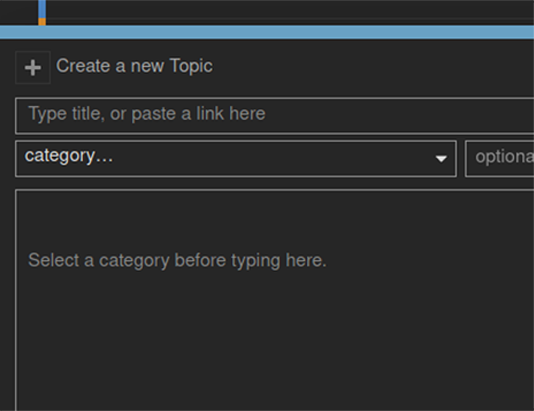 Create a new Topic
Type title, or paste a link here
category…
optiona
Select a category before typing here.